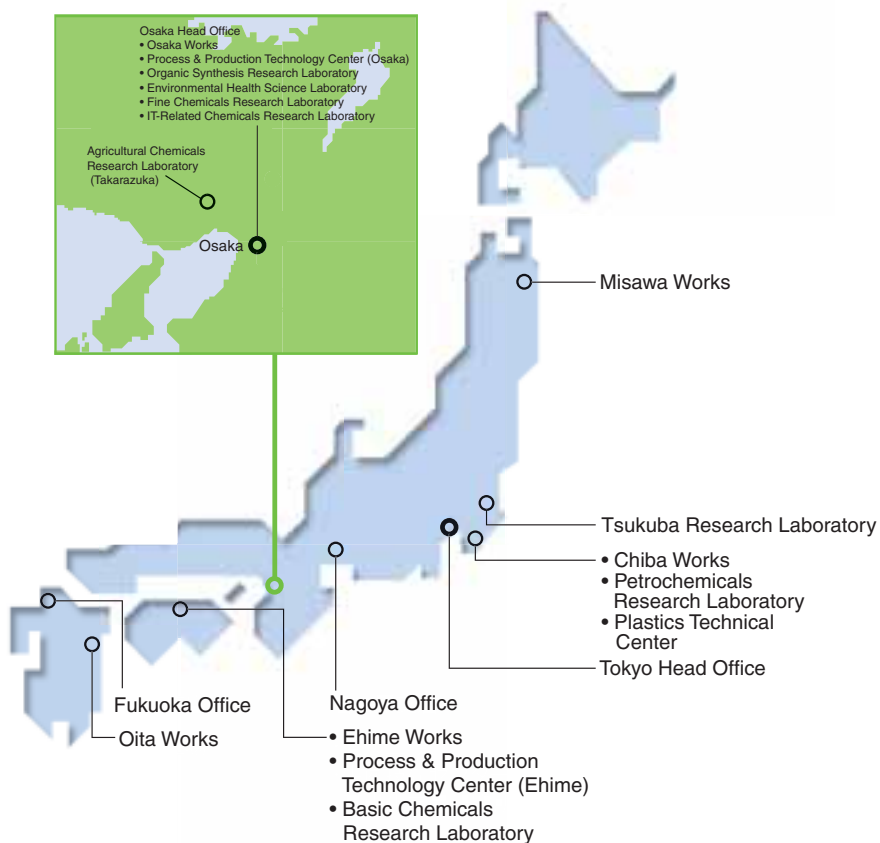 Osaka Head Office
• Osaka Works
• Process & Production Technology Center (Osaka)
• Organic Synthesis Research Laboratory
• Environmental Health Science Laboratory
• Fine Chemicals Research Laboratory
• IT-Related Chemicals Research Laboratory
Agricultural Chemicals
Research Laboratory
(Takarazuka)
Osaka
Misawa Works
Tsukuba Research Laboratory
• Chiba Works
• Petrochemicals
Research Laboratory
• Plastics Technical
Center
Tokyo Head Office
Fukuoka Office
Oita Works
Nagoya Office
• Ehime Works
• Process & Production
Technology Center (Ehime)
• Basic Chemicals
Research Laboratory